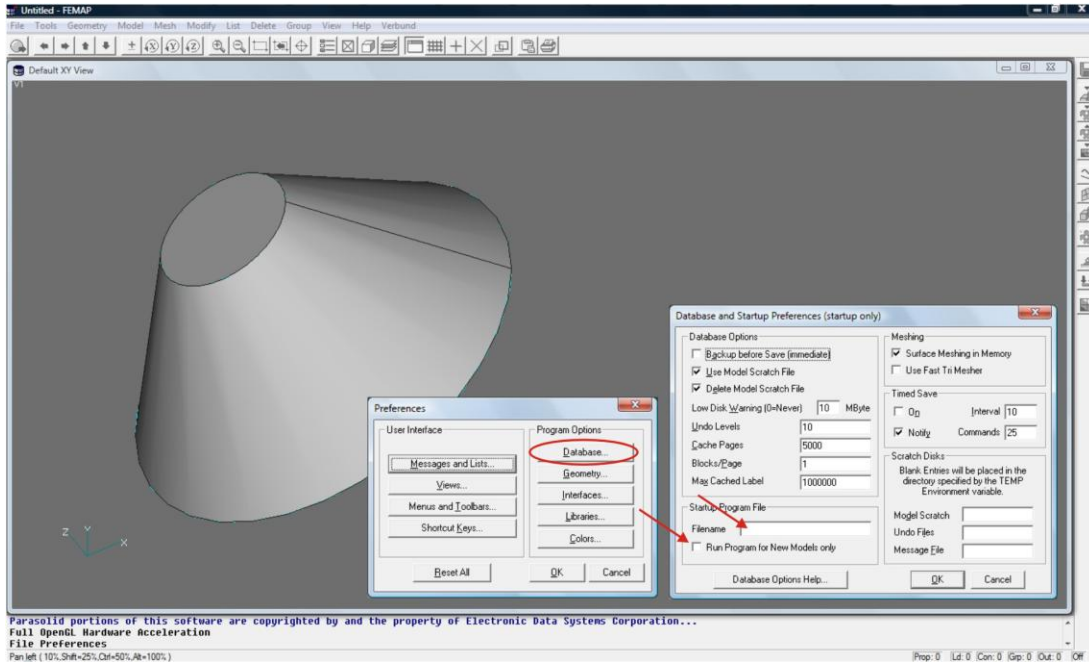 Untitled - FEMAP
File Tools Geometry Model Mesh Modify List Delete Group View Help Verbund
Default XY View
V1
Z Y X
Preferences
User Interface
Messages and Lists...
Views...
Menus and Toolbars...
Shortcut Keys...
Program Options
Database...
Geometry...
Interfaces...
Libraries...
Colors...
Reset All
OK
Cancel
Database and Startup Preferences (startup only)
Database Options
Backup before Save (immediate)
Use Model Scratch File
Delete Model Scratch File
Low Disk Warning (0=Never) 10 MByte
Undo Levels 10
Cache Pages 5000
Blocks/Page 1
Max Cached Label 1000000
Startup Program File
Filename
Run Program for New Models only
Database Options Help...
Meshing
Surface Meshing in Memory
Use Fast Tri Mesher
Timed Save
On Interval 10
Notify Commands 25
Scratch Disks
Blank Entries will be placed in the
directory specified by the TEMP
Environment variable.
Model Scratch
Undo Files
Message File
OK
Cancel
Parasolid portions of this software are copyrighted by and the property of Electronic Data Systems Corporation...
Full OpenGL Hardware Acceleration
File Preferences
Pan left ( 10%,Shift=25%,Ctrl=50%,Alt=100% )
Prop: 0 Ld: 0 Con: 0 Grp: 0 Out: 0 Off